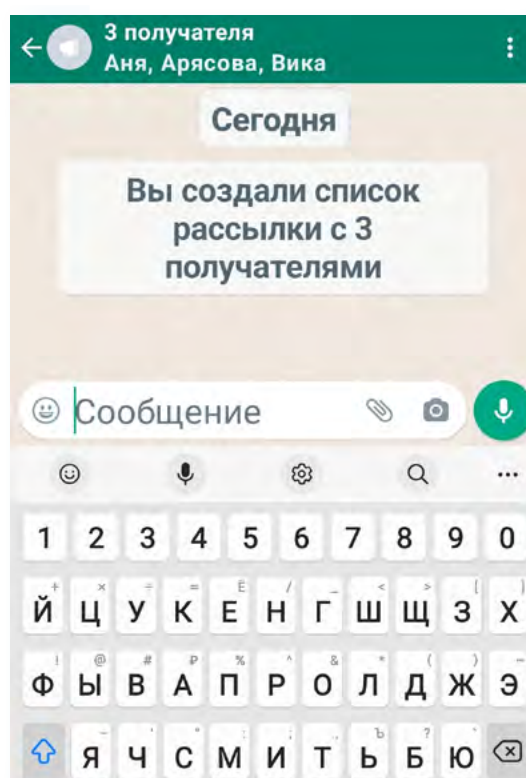 3 получателя
Аня, Арясова, Вика
Сегодня
Вы создали список
рассылки с 3
получателями
Сообщение
1 2 3 4 5 6 7 8 9 0
+ × ÷ = Ё / _ < > [ ]
Й Ц У К Е Н Г Ш Щ З Х
! @ # ₽ % ^ & * ( ) –
Ф Ы В А П Р О Л Д Ж Э
Ъ ?
Я Ч С М И Т Ь Б Ю